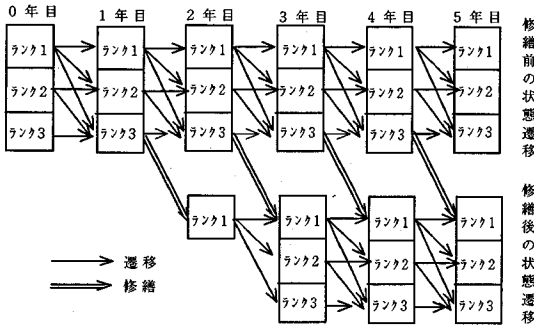 0年目 1年目 2年目 3年目 4年目 5年目
ランク1 ランク1 ランク1 ランク1 ランク1 ランク1
ランク2 ランク2 ランク2 ランク2 ランク2 ランク2
ランク3 ランク3 ランク3 ランク3 ランク3 ランク3
修繕前の状態遷移
ランク1 ランク1 ランク1 ランク1
ランク2 ランク2 ランク2
ランク3 ランク3 ランク3
修繕後の状態遷移
遷移
修繕